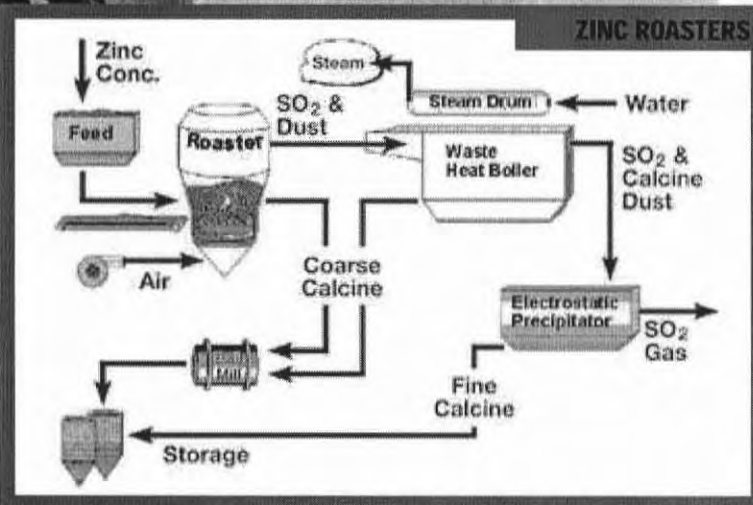 ZINC ROASTERS
Zinc
Conc.
Feed
Roaster
SO2 &
Dust
Steam
Steam Drum
Water
Waste
Heat Boiler
SO2 &
Calcine
Dust
Air
Coarse
Calcine
Electrostatic
Precipitator
SO2
Gas
Mill
Fine
Calcine
Storage